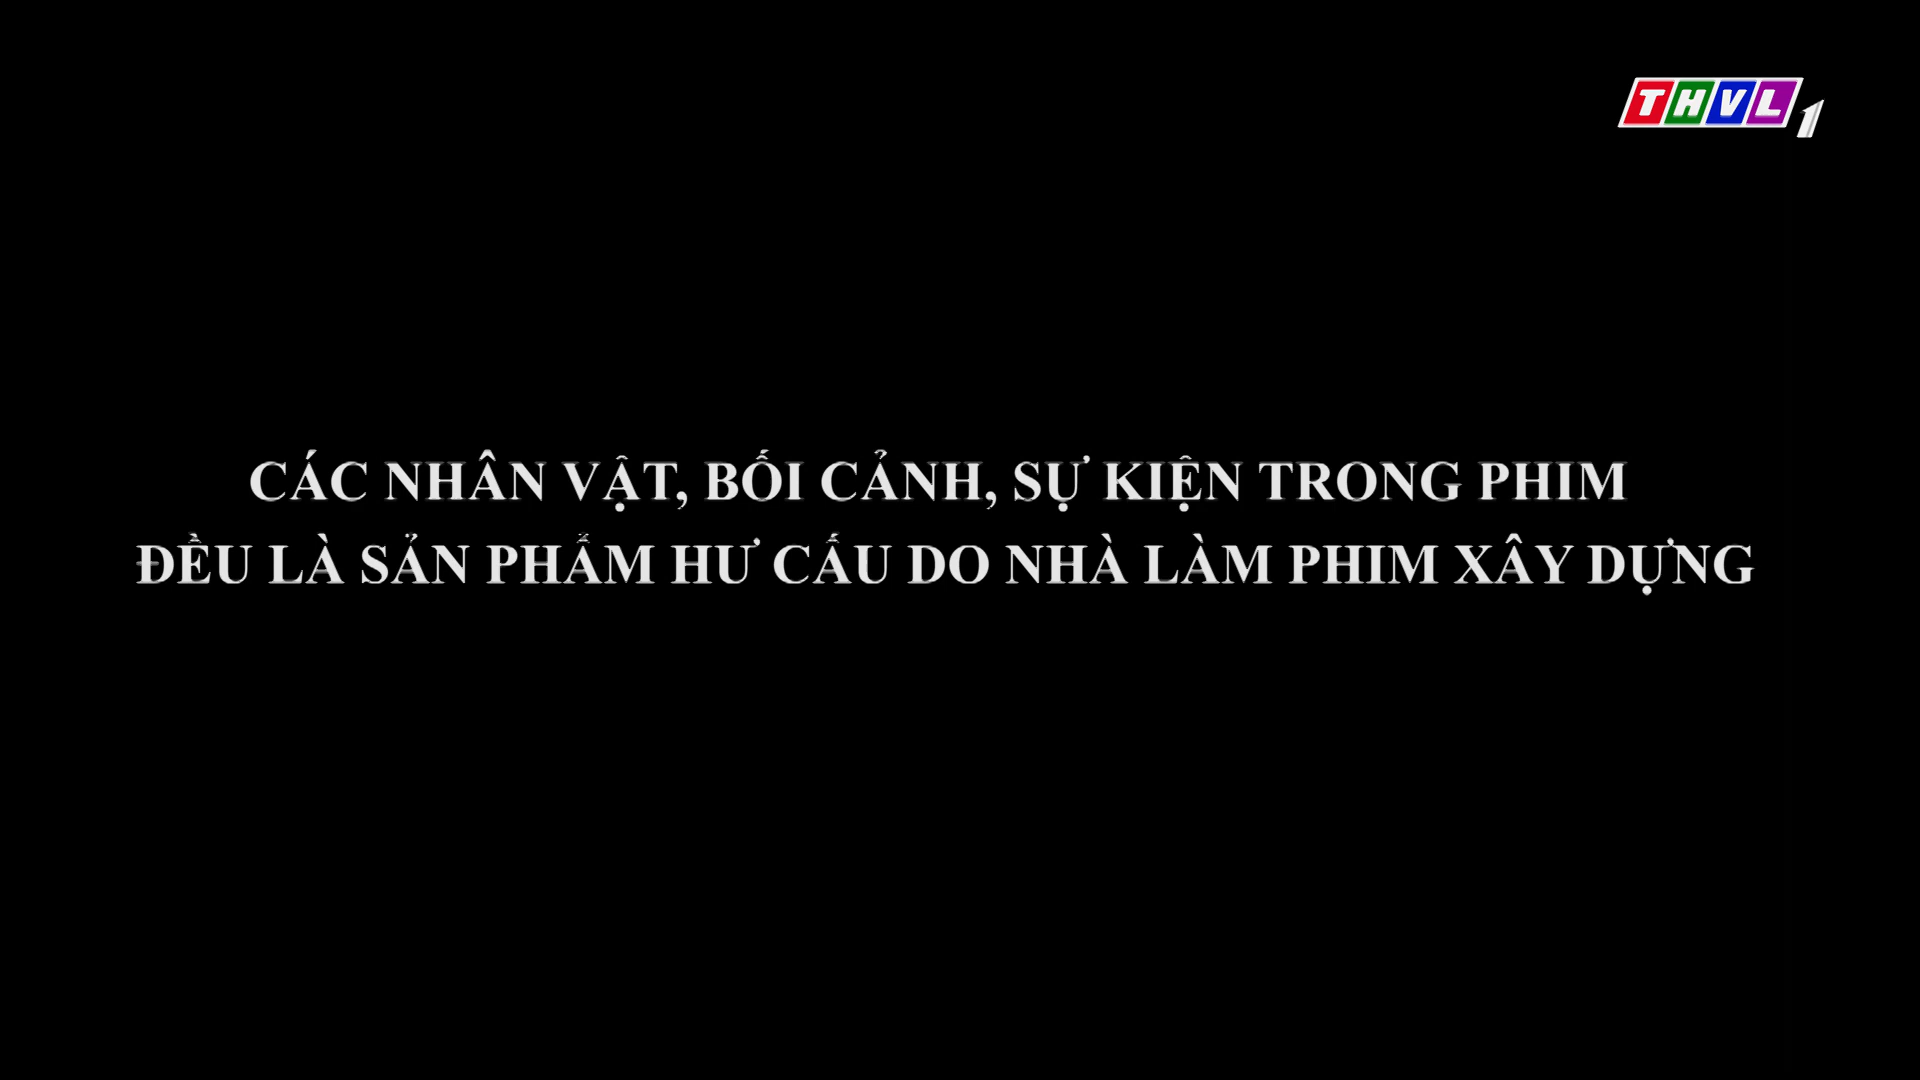 THVL1
CÁC NHÂN VẬT, BỐI CẢNH, SỰ KIỆN TRONG PHIM
ĐỀU LÀ SẢN PHẨM HƯ CẤU DO NHÀ LÀM PHIM XÂY DỰNG